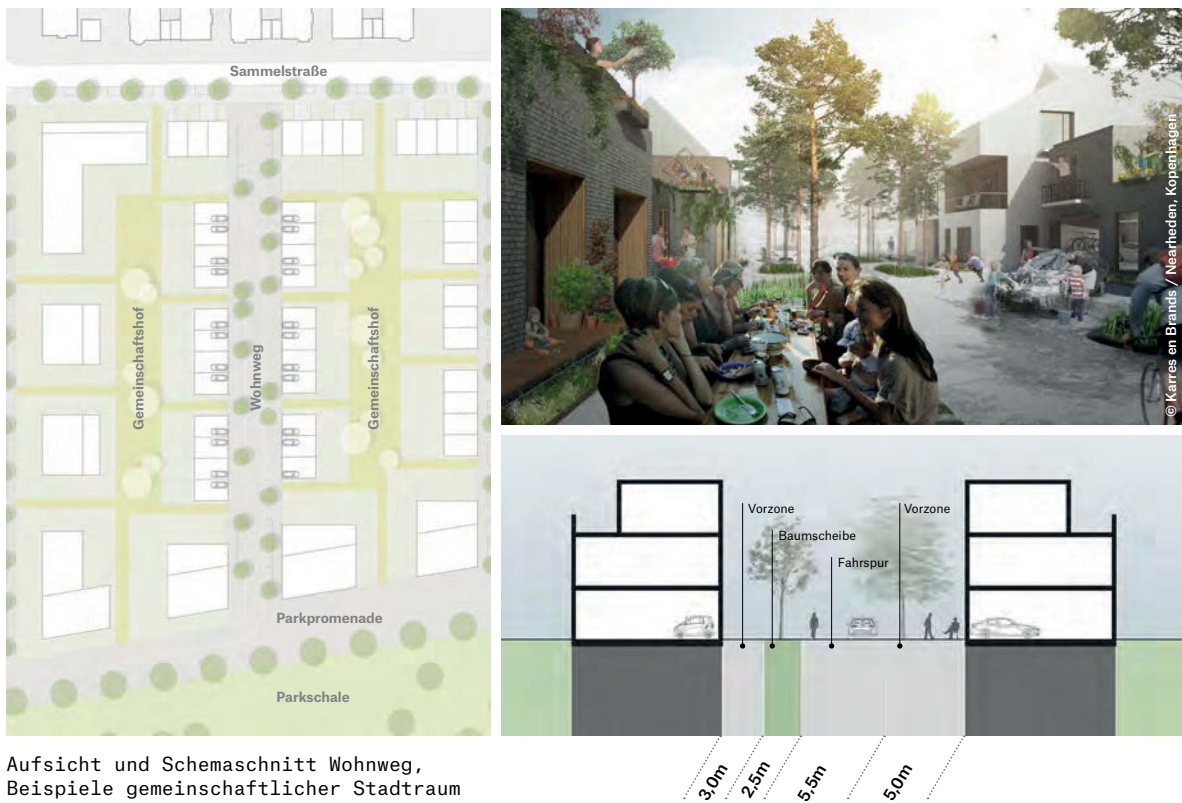 Sammelstraße
Gemeinschaftshof
Wohnweg
Gemeinschaftshof
Parkpromenade
Parkschale
© Karres en Brands / Nearheden, Kopenhagen
Vorzone
Vorzone
Baumscheibe
Fahrspur
3,0m
2,5m
5,5m
5,0m
Aufsicht und Schemaschnitt Wohnweg,
Beispiele gemeinschaftlicher Stadtraum